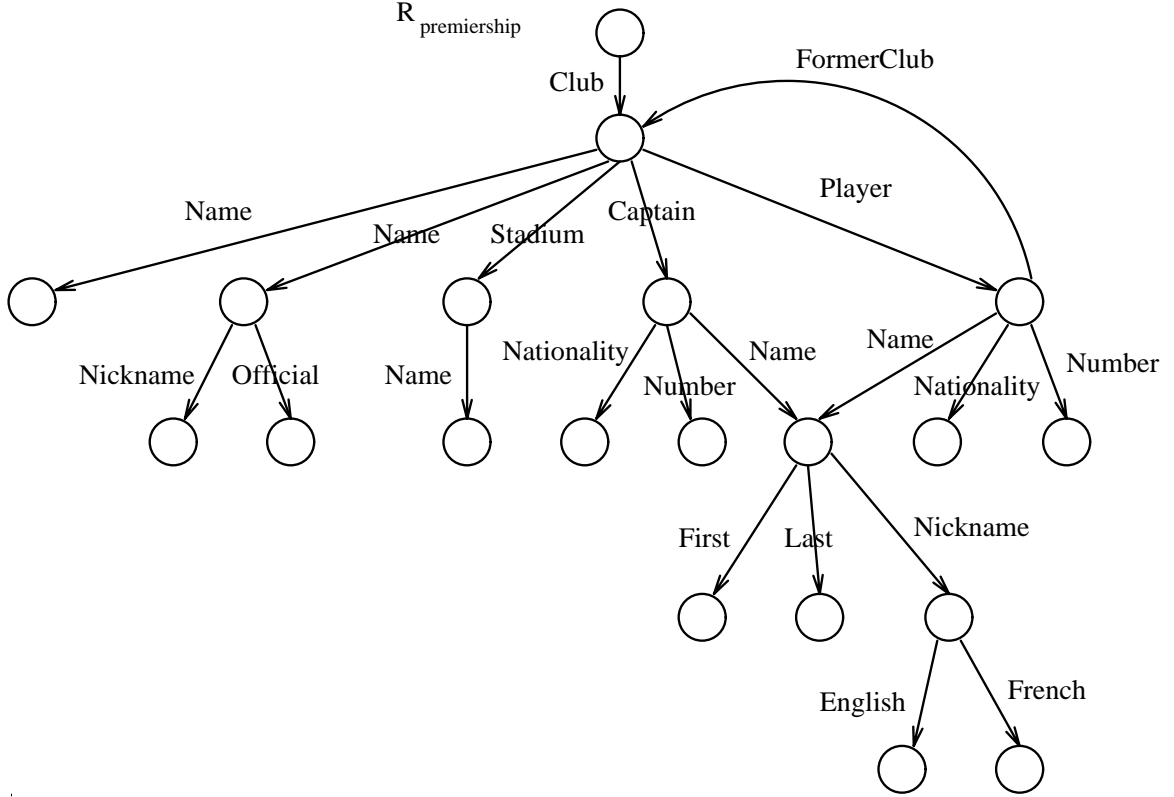 R premiership
FormerClub
Club
Player
Name
Captain
Name
Stadium
Nationality
Name
Name
Nickname
Official
Name
Number
Nationality
Number
First
Last
Nickname
English
French